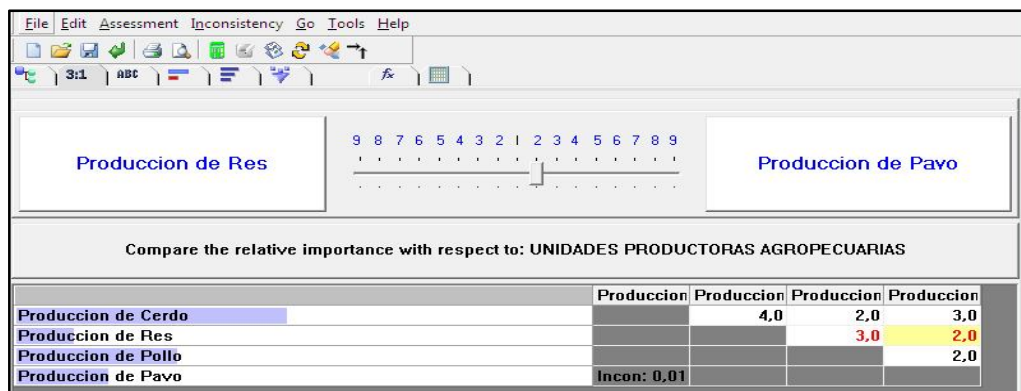 File Edit Assessment Inconsistency Go Tools Help
3:1 ABC fx
9 8 7 6 5 4 3 2 1 2 3 4 5 6 7 8 9
Produccion de Res Produccion de Pavo
Compare the relative importance with respect to: UNIDADES PRODUCTORAS AGROPECUARIAS
Produccion Produccion Produccion Produccion
Produccion de Cerdo 4,0 2,0 3,0
Produccion de Res 3,0 2,0
Produccion de Pollo 2,0
Produccion de Pavo Incon: 0,01